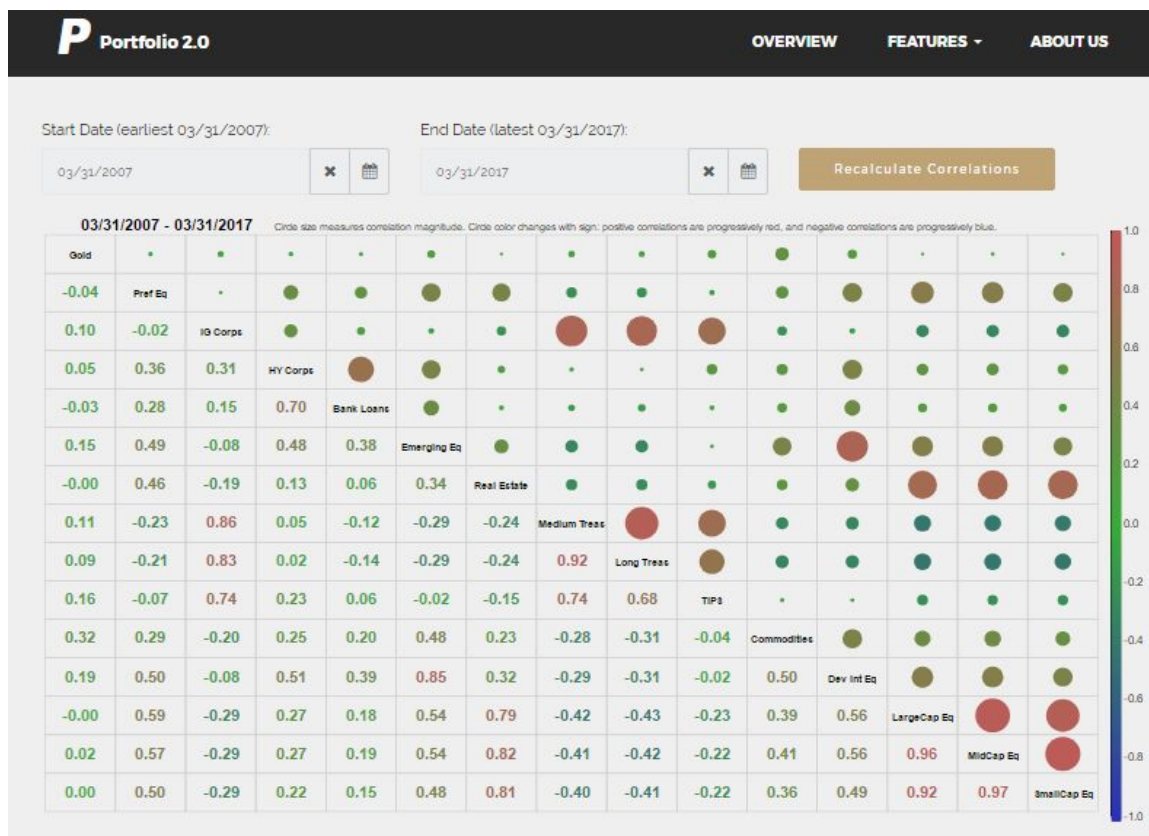 P Portfolio 2.0 OVERVIEW FEATURES ABOUT US
Start Date (earliest 03/31/2007): End Date (latest 03/31/2017):
03/31/2007 03/31/2017 Recalculate Correlations
03/31/2007 - 03/31/2017 Circle size measures correlation magnitude. Circle color changes with sign: positive correlations are progressively red, and negative correlations are progressively blue.
1.0
Gold
-0.04 Pref Eq 0.8
0.10 -0.02 IG Corps
0.6
0.05 0.36 0.31 HY Corps
-0.03 0.28 0.15 0.70 Bank Loans 0.4
0.15 0.49 -0.08 0.48 0.38 Emerging Eq
0.2
-0.00 0.46 -0.19 0.13 0.06 0.34 Real Estate
0.11 -0.23 0.86 0.05 -0.12 -0.29 -0.24 Medium Treas 0.0
0.09 -0.21 0.83 0.02 -0.14 -0.29 -0.24 0.92 Long Treas
-0.2
0.16 -0.07 0.74 0.23 0.06 -0.02 -0.15 0.74 0.68 TIPS
0.32 0.29 -0.20 0.25 0.20 0.48 0.23 -0.28 -0.31 -0.04 Commodities -0.4
0.19 0.50 -0.08 0.51 0.39 0.85 0.32 -0.29 -0.31 -0.02 0.50 Dev Int Eq
-0.6
-0.00 0.59 -0.29 0.27 0.18 0.54 0.79 -0.42 -0.43 -0.23 0.39 0.56 LargeCap Eq
0.02 0.57 -0.29 0.27 0.19 0.54 0.82 -0.41 -0.42 -0.22 0.41 0.56 0.96 MidCap Eq -0.8
0.00 0.50 -0.29 0.22 0.15 0.48 0.81 -0.40 -0.41 -0.22 0.36 0.49 0.92 0.97 SmallCap Eq
-1.0